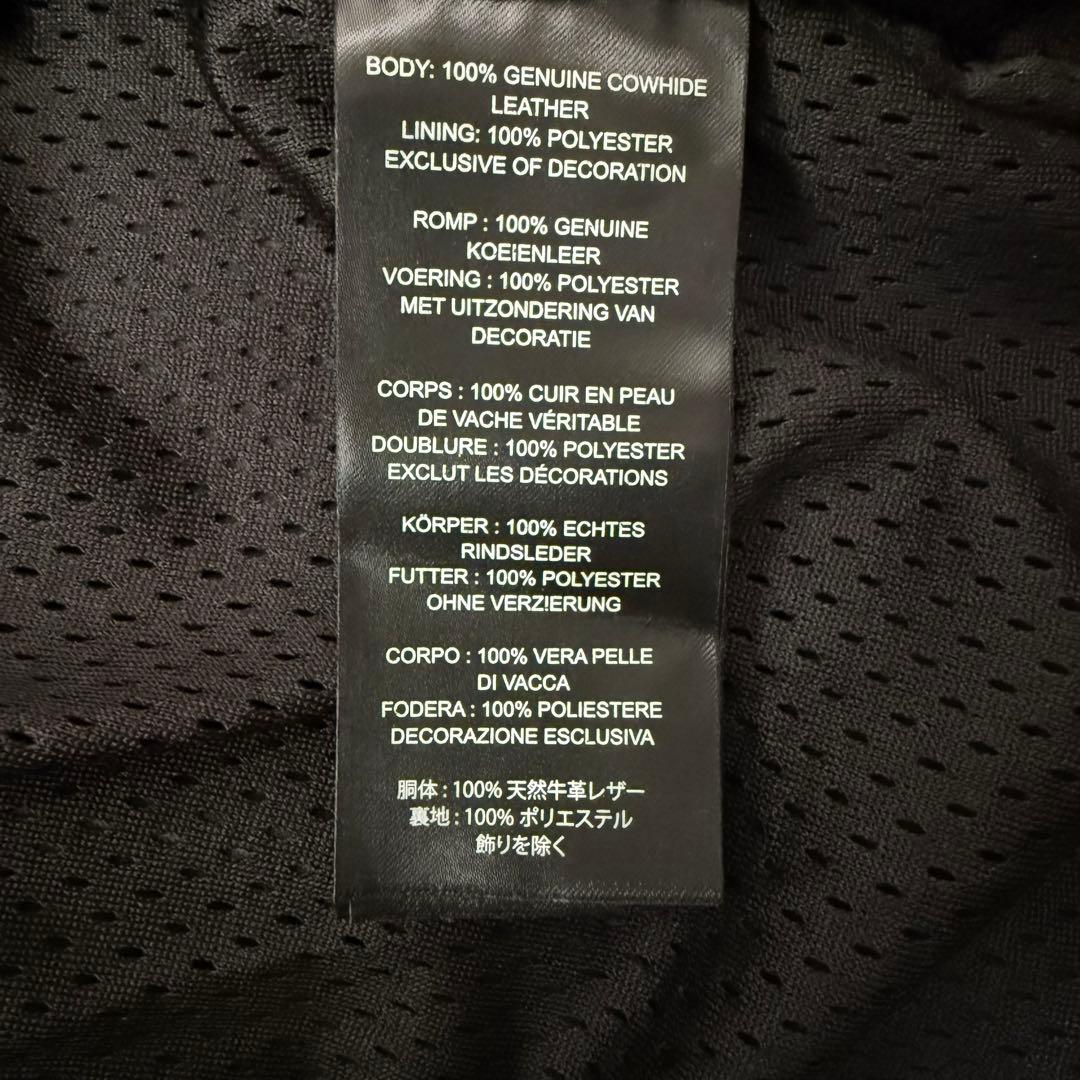 BODY: 100% GENUINE COWHIDE
LEATHER
LINING: 100% POLYESTER
EXCLUSIVE OF DECORATION
ROMP : 100% GENUINE
KOEIENLEER
VOERING : 100% POLYESTER
MET UITZONDERING VAN
DECORATIE
CORPS : 100% CUIR EN PEAU
DE VACHE VÉRITABLE
DOUBLURE : 100% POLYESTER
EXCLUT LES DÉCORATIONS
KÖRPER : 100% ECHTES
RINDSLEDER
FUTTER : 100% POLYESTER
OHNE VERZIERUNG
CORPO : 100% VERA PELLE
DI VACCA
FODERA : 100% POLIESTERE
DECORAZIONE ESCLUSIVA
胴体 : 100% 天然牛革レザー
裏地 : 100% ポリエステル
飾りを除く